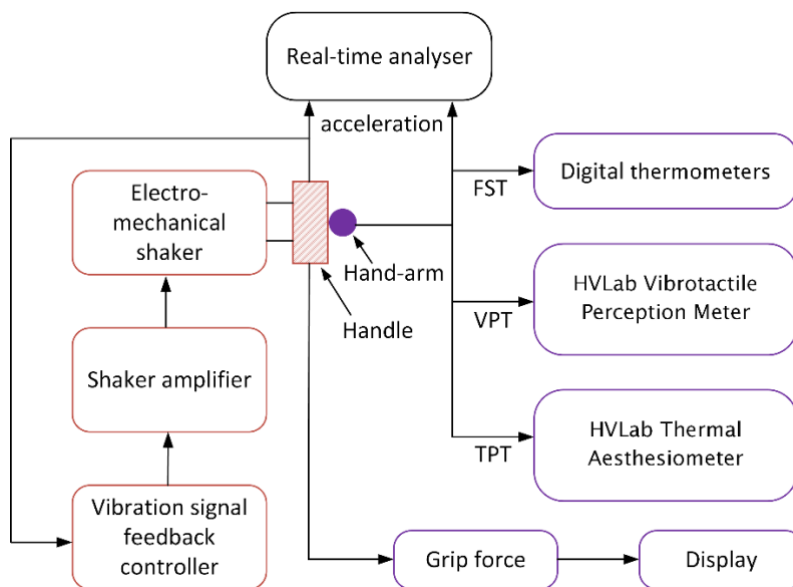 Real-time analyser
acceleration
Electro-
mechanical
shaker
FST
Digital thermometers
Hand-arm
Handle
VPT
HVLab Vibrotactile
Perception Meter
Shaker amplifier
TPT
HVLab Thermal
Aesthesiometer
Vibration signal
feedback
controller
Grip force
Display